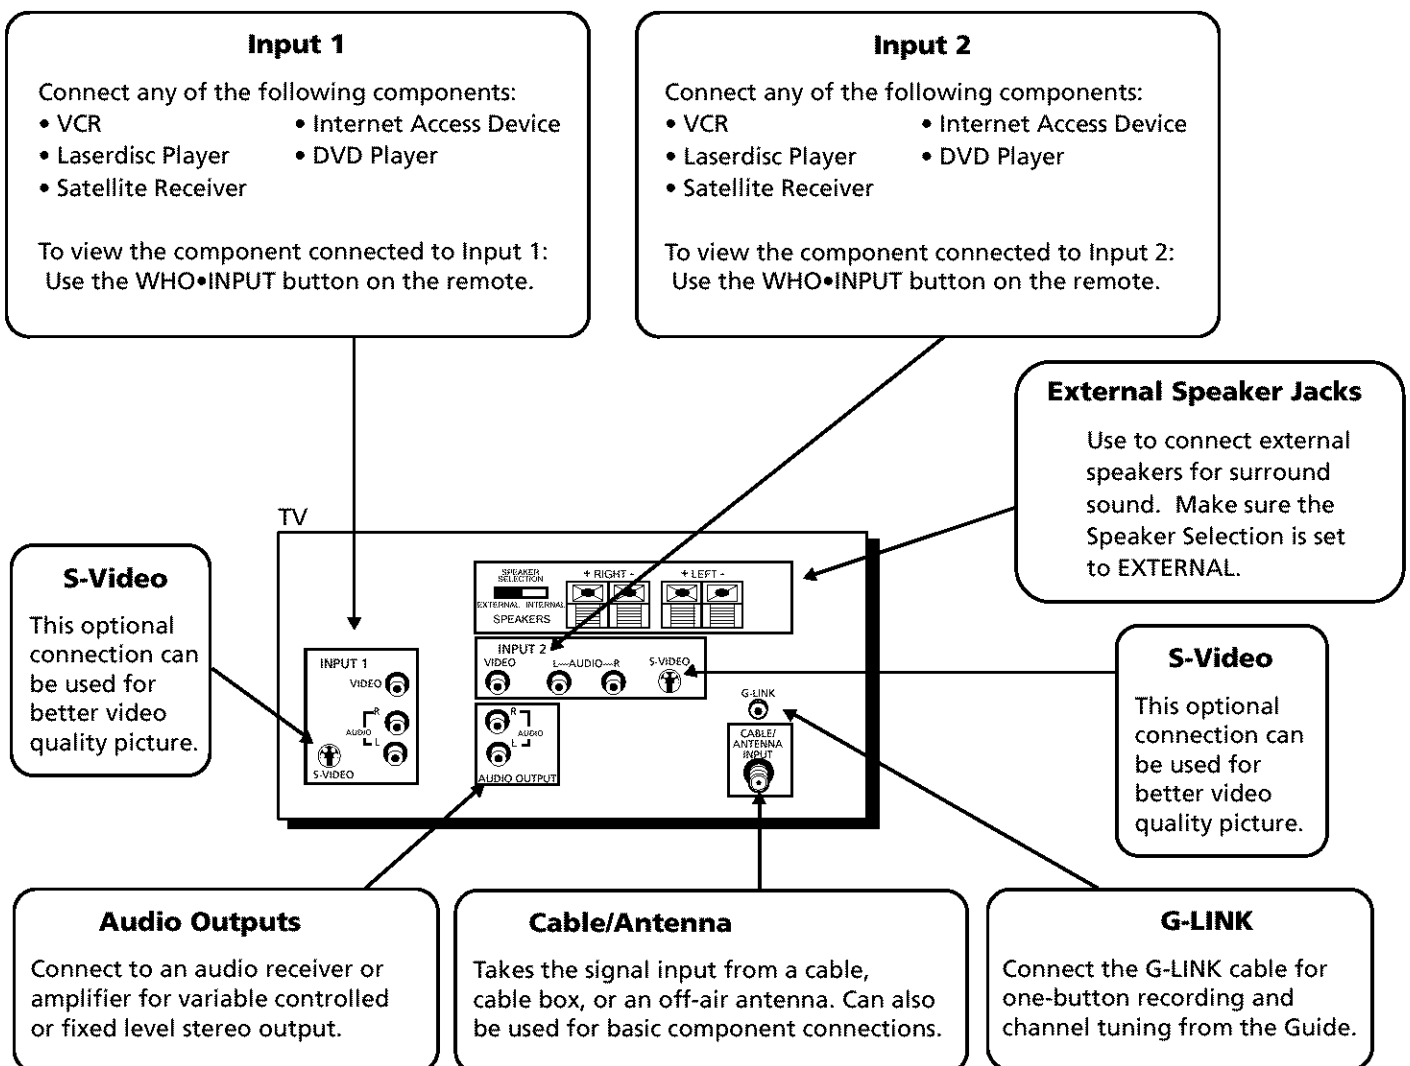 Input 1
Connect any of the following components:
• VCR • Internet Access Device
• Laserdisc Player • DVD Player
• Satellite Receiver
To view the component connected to Input 1:
Use the WHO•INPUT button on the remote.
Input 2
Connect any of the following components:
• VCR • Internet Access Device
• Laserdisc Player • DVD Player
• Satellite Receiver
To view the component connected to Input 2:
Use the WHO•INPUT button on the remote.
External Speaker Jacks
Use to connect external
speakers for surround
sound. Make sure the
Speaker Selection is set
to EXTERNAL.
TV
S-Video
This optional
connection can
be used for
better video
quality picture.
SPEAKER
SELECTION
EXTERNAL INTERNAL
SPEAKERS
+ RIGHT -
+ LEFT -
INPUT 1
VIDEO
R
AUDIO
L
S-VIDEO
INPUT 2
VIDEO
L AUDIO R
S-VIDEO
R
AUDIO
L
AUDIO OUTPUT
G-LINK
CABLE/
ANTENNA
INPUT
S-Video
This optional
connection can
be used for
better video
quality picture.
Audio Outputs
Connect to an audio receiver or
amplifier for variable controlled
or fixed level stereo output.
Cable/Antenna
Takes the signal input from a cable,
cable box, or an off-air antenna. Can also
be used for basic component connections.
G-LINK
Connect the G-LINK cable for
one-button recording and
channel tuning from the Guide.